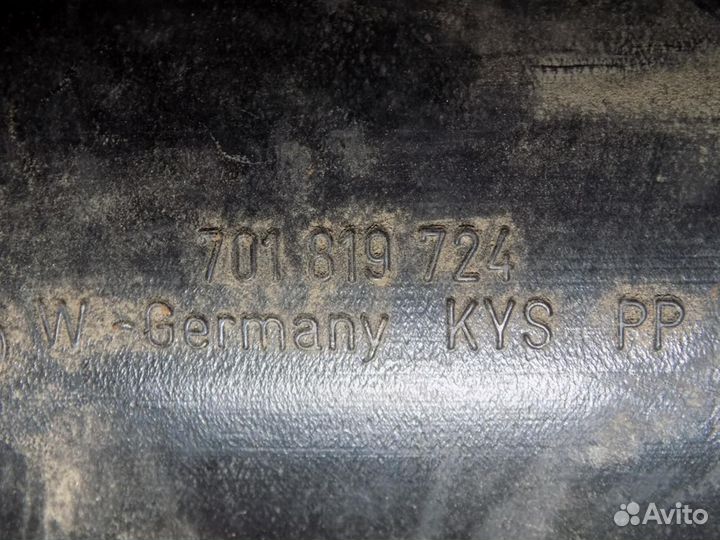 701 819 724
W.-Germany KYS PP
Avito